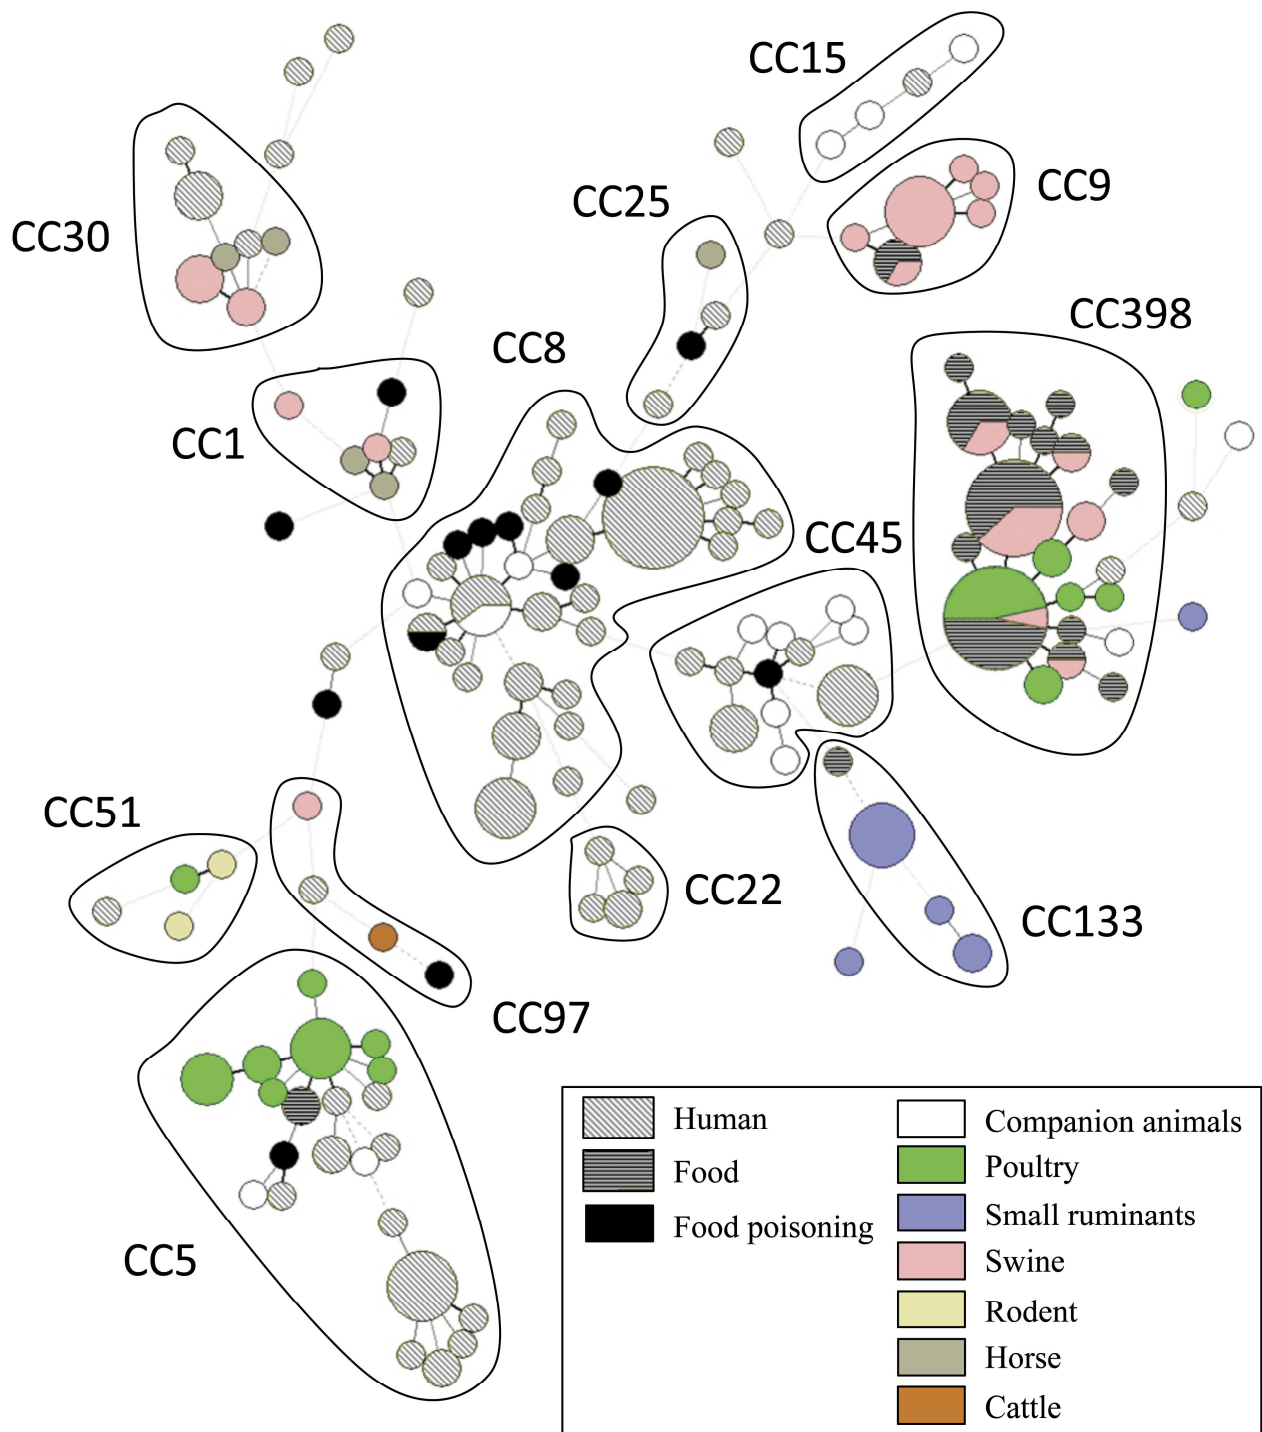 CC15
CC9
CC25
CC30
CC398
CC8
CC1
CC45
CC51
CC22
CC133
CC97
CC5
Human
Food
Food poisoning
Companion animals
Poultry
Small ruminants
Swine
Rodent
Horse
Cattle